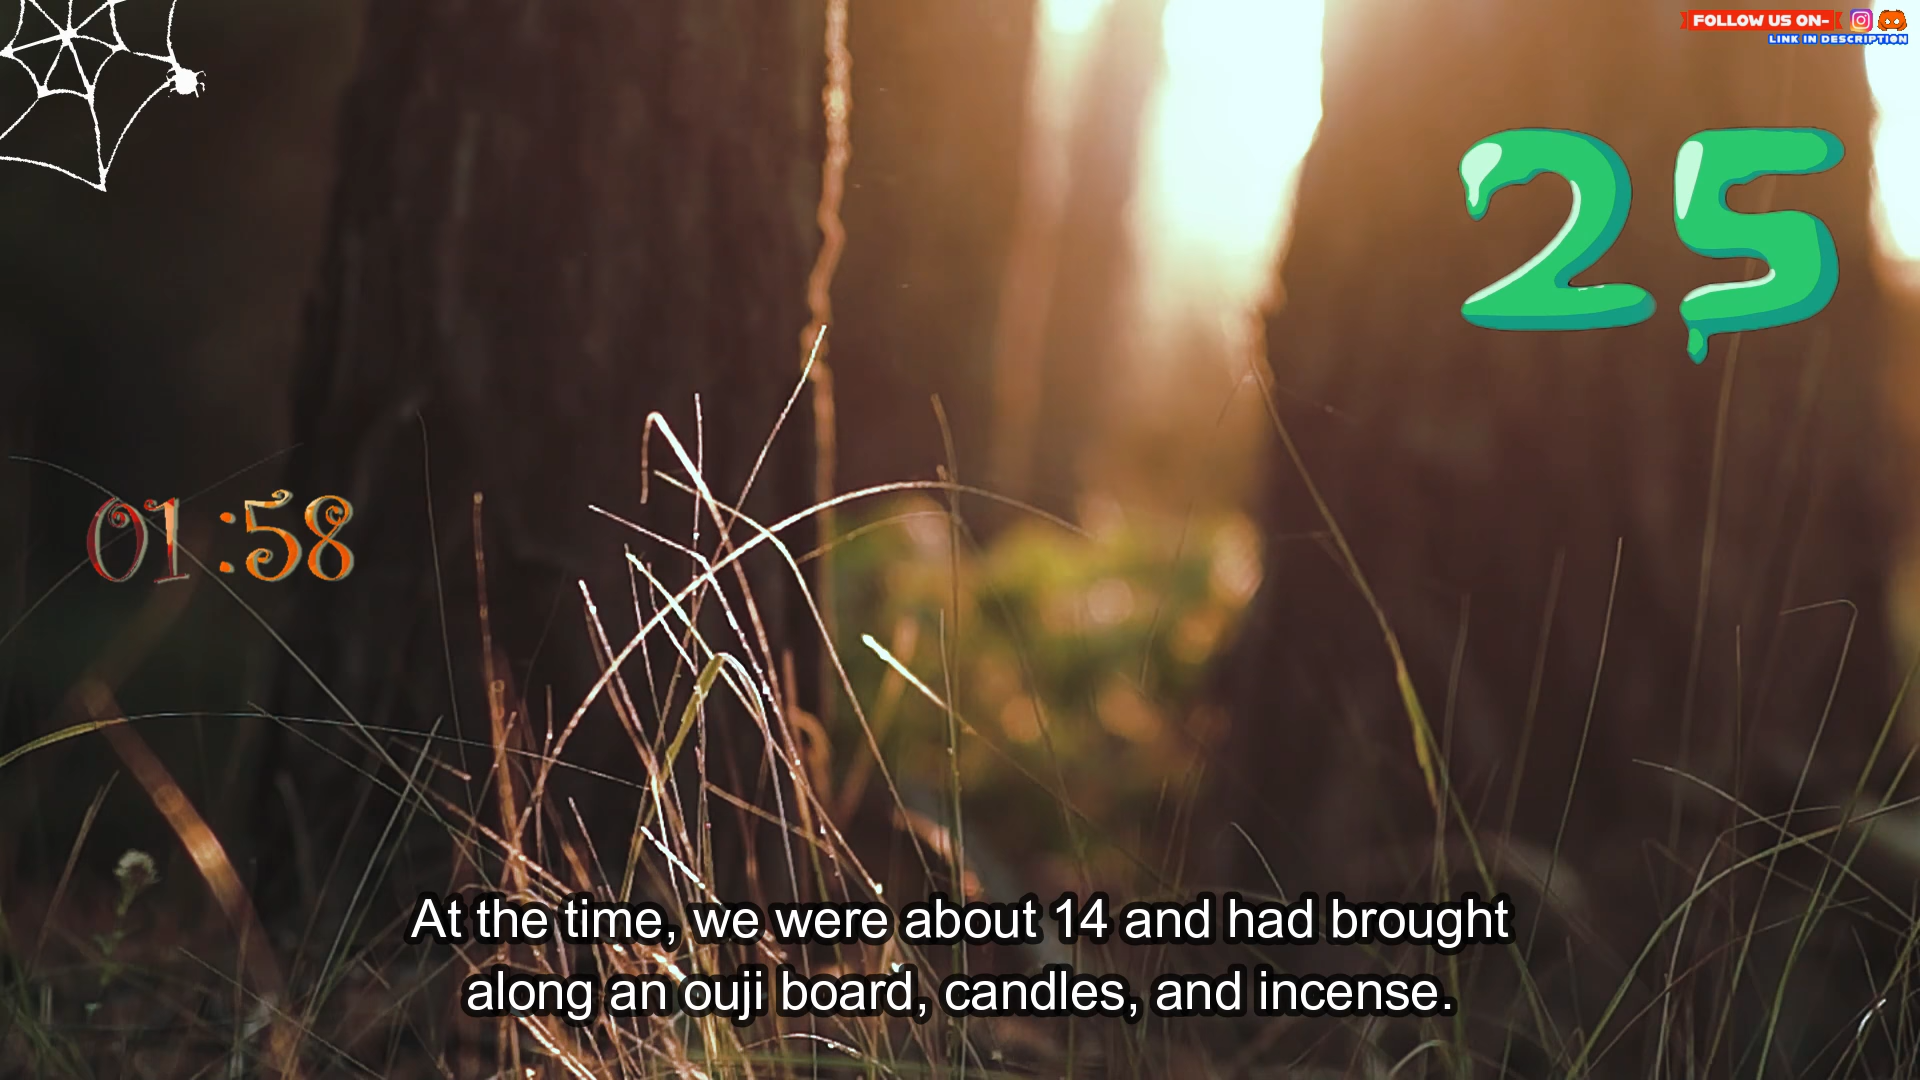 FOLLOW US ON-
LINK IN DESCRIPTION
25
01:58
At the time, we were about 14 and had brought
along an ouji board, candles, and incense.